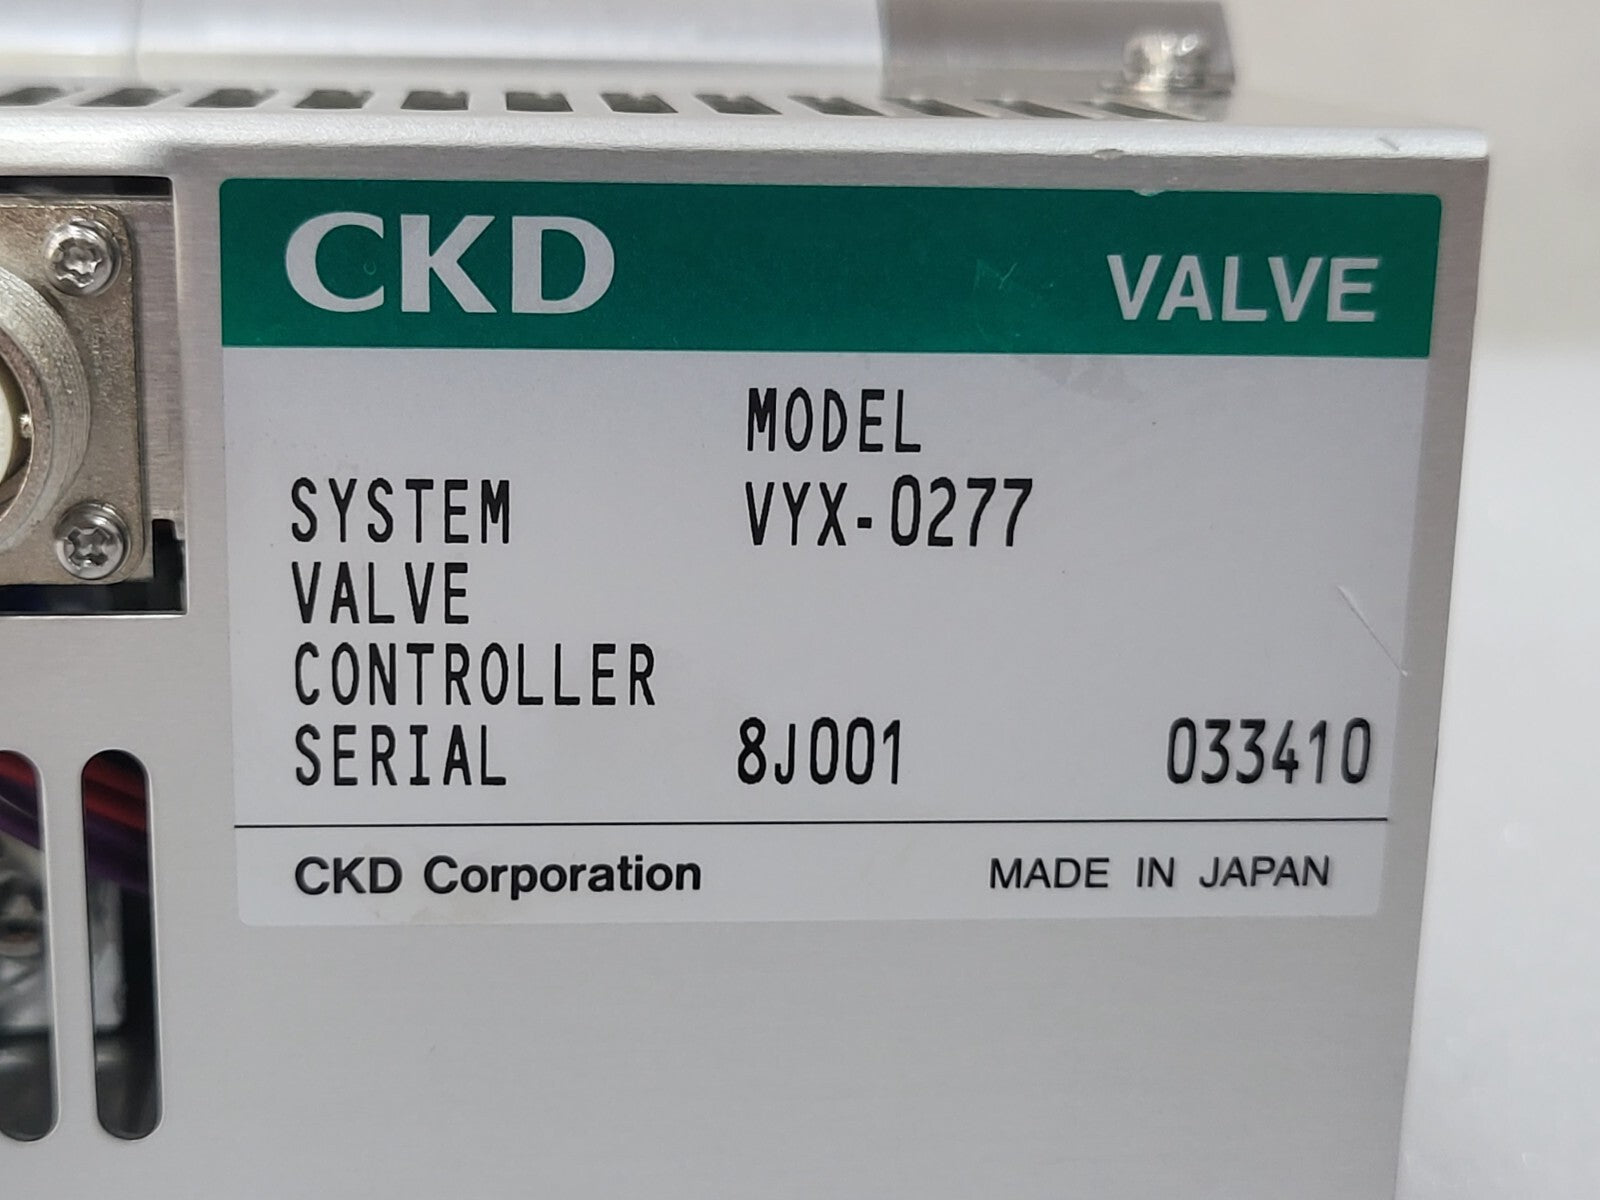 CKD VALVE
MODEL
SYSTEM VYX-0277
VALVE
CONTROLLER
SERIAL 8J001 033410
CKD Corporation MADE IN JAPAN